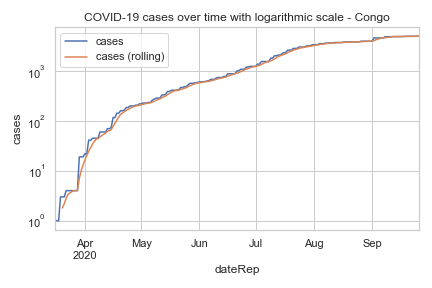 COVID-19 cases over time with logarithmic scale - Congo
cases
cases (rolling)
10³
10²
10¹
10⁰
cases
Apr May Jun Jul Aug Sep
2020
dateRep